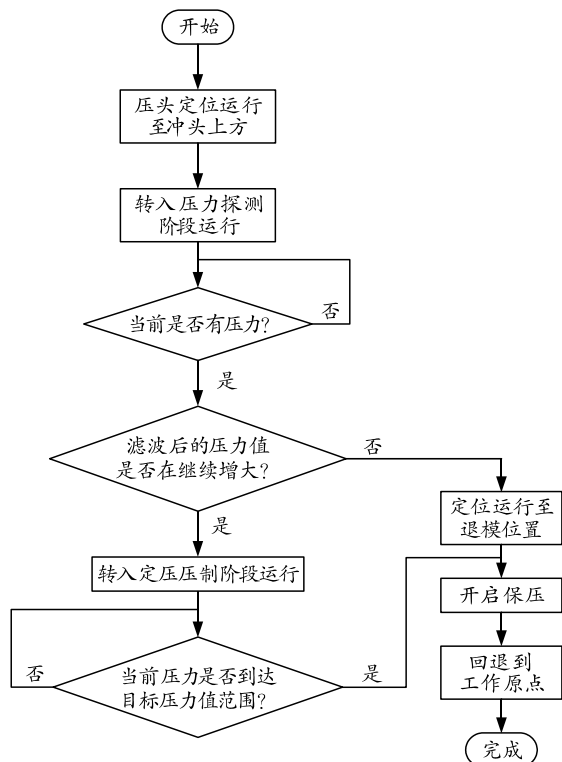 开始
压头定位运行
至冲头上方
转入压力探测
阶段运行
当前是否有压力?
否
是
滤波后的压力值
是否在继续增大?
否
是
定位运行至
退模位置
转入定压压制阶段运行
开启保压
当前压力是否到达
目标压力值范围?
否
是
回退到
工作原点
完成